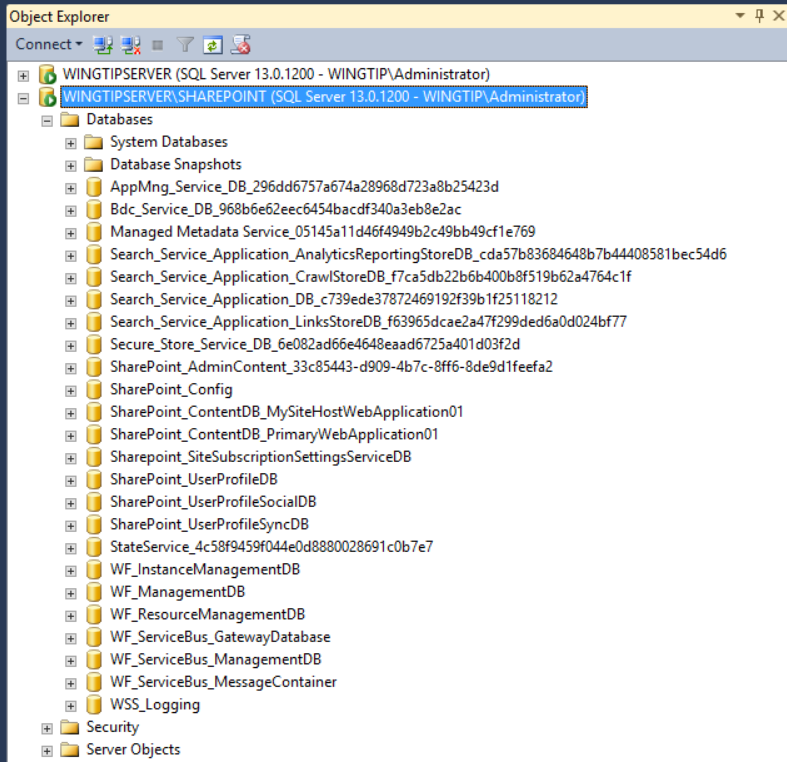 Object Explorer
Connect
WINGTIPSERVER (SQL Server 13.0.1200 - WINGTIP\Administrator)
WINGTIPSERVER\SHAREPOINT (SQL Server 13.0.1200 - WINGTIP\Administrator)
Databases
System Databases
Database Snapshots
AppMng_Service_DB_296dd6757a674a28968d723a8b25423d
Bdc_Service_DB_968b6e62eec6454bacdf340a3eb8e2ac
Managed Metadata Service_05145a11d46f4949b2c49bb49cf1e769
Search_Service_Application_AnalyticsReportingStoreDB_cda57b83684648b7b44408581bec54d6
Search_Service_Application_CrawlStoreDB_f7ca5db22b6b400b8f519b62a4764c1f
Search_Service_Application_DB_c739ede37872469192f39b1f25118212
Search_Service_Application_LinksStoreDB_f63965dcae2a47f299ded6a0d024bf77
Secure_Store_Service_DB_6e082ad66e4648eaad6725a401d03f2d
SharePoint_AdminContent_33c85443-d909-4b7c-8ff6-8de9d1feefa2
SharePoint_Config
SharePoint_ContentDB_MySiteHostWebApplication01
SharePoint_ContentDB_PrimaryWebApplication01
Sharepoint_SiteSubscriptionSettingsServiceDB
SharePoint_UserProfileDB
SharePoint_UserProfileSocialDB
SharePoint_UserProfileSyncDB
StateService_4c58f9459f044e0d8880028691c0b7e7
WF_InstanceManagementDB
WF_ManagementDB
WF_ResourceManagementDB
WF_ServiceBus_GatewayDatabase
WF_ServiceBus_ManagementDB
WF_ServiceBus_MessageContainer
WSS_Logging
Security
Server Objects